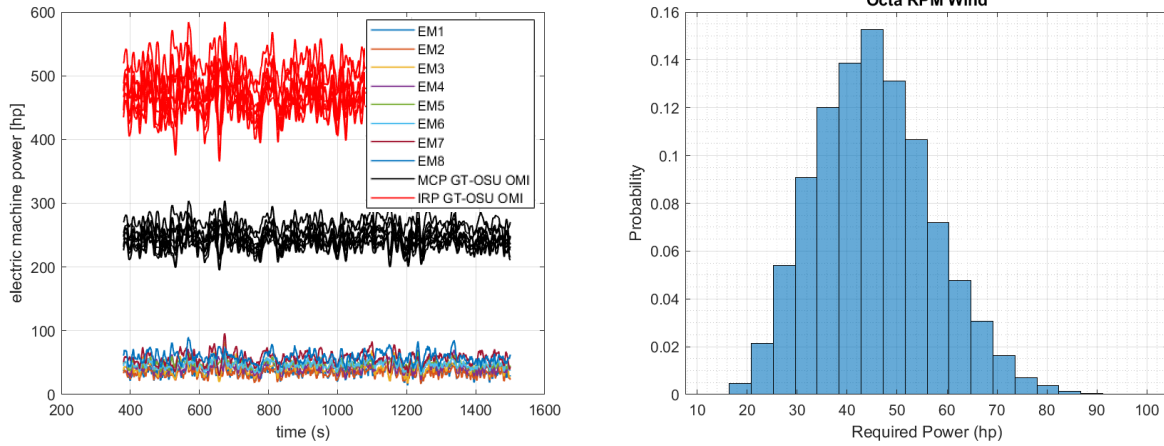 600
500
400
300
200
100
0
electric machine power [hp]
200
400
600
800
1000
1200
1400
1600
time (s)
EM1
EM2
EM3
EM4
EM5
EM6
EM7
EM8
MCP GT-OSU OMI
IRP GT-OSU OMI
Octa RPM Wind
0.16
0.14
0.12
0.1
0.08
0.06
0.04
0.02
0
Probability
10
20
30
40
50
60
70
80
90
100
Required Power (hp)